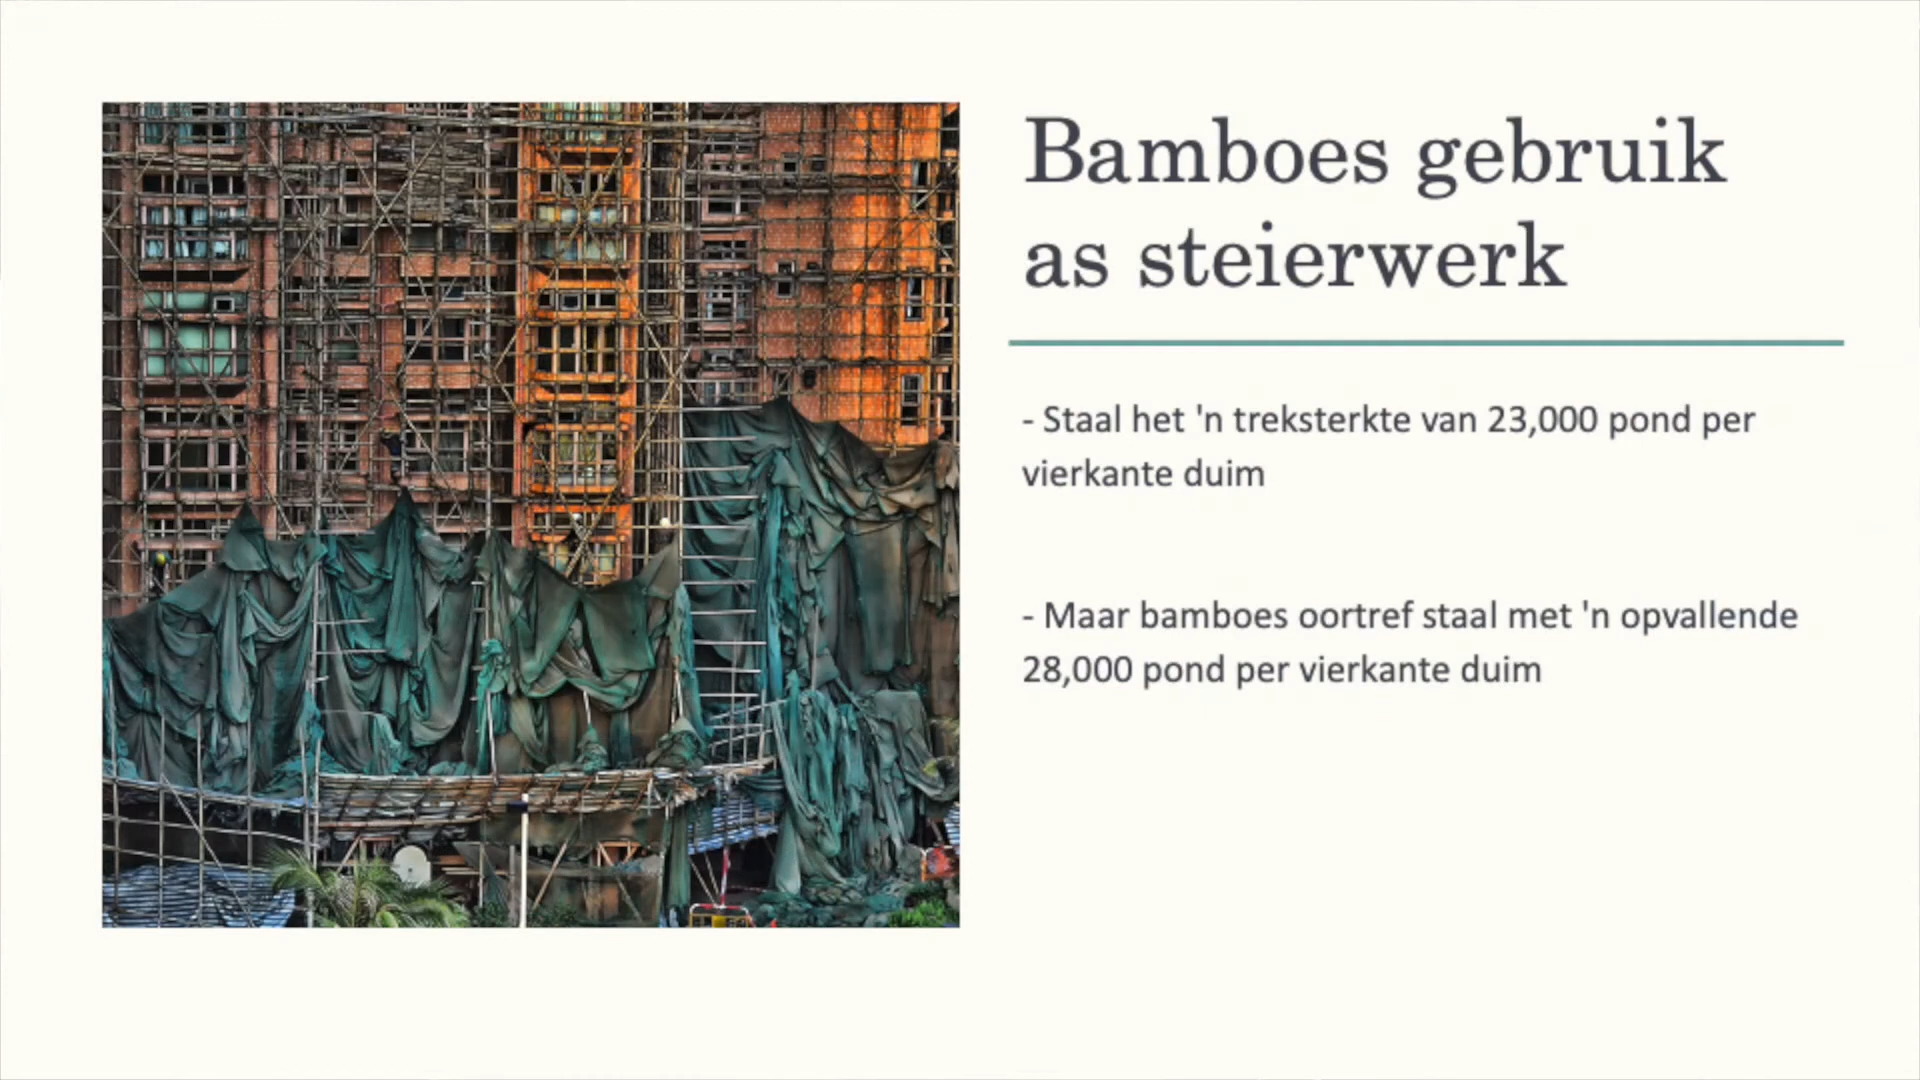 Bamboes gebruik
as steierwerk
- Staal het 'n treksterkte van 23,000 pond per
vierkante duim
- Maar bamboes oortref staal met 'n opvallende
28,000 pond per vierkante duim